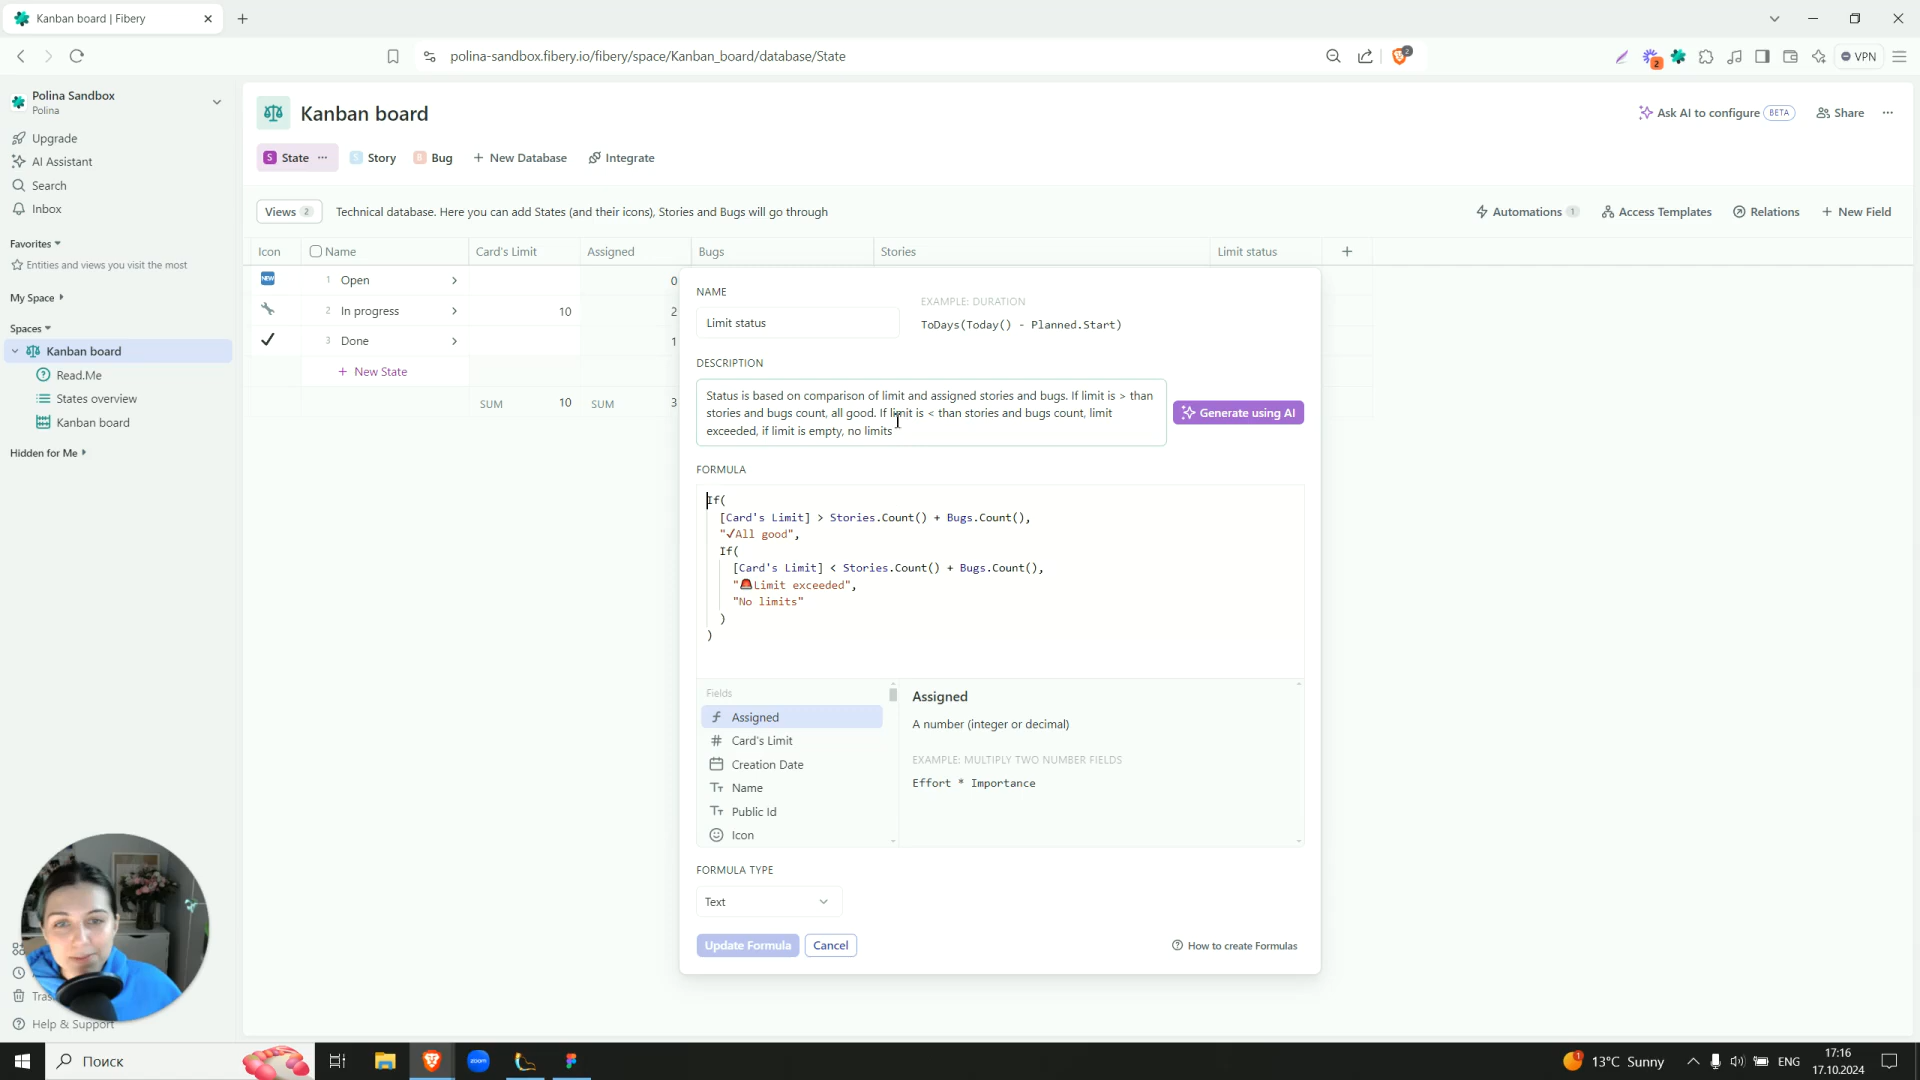 Kanban board | Fibery
polina-sandbox.fibery.io/fibery/space/Kanban_board/database/State
2
2
VPN
Polina Sandbox
Polina
Upgrade
AI Assistant
Search
Inbox
Favorites
Entities and views you visit the most
My Space
Spaces
Kanban board
Read.Me
States overview
Kanban board
Hidden for Me
Help & Support
Kanban board
Ask AI to configure BETA
Share
S State
S Story
B Bug
+ New Database
Integrate
Views 2
Technical database. Here you can add States (and their icons), Stories and Bugs will go through
Automations 1
Access Templates
Relations
+ New Field
Icon Name Card's Limit Assigned Bugs Stories Limit status +
NEW 1 Open 0
2 In progress 10 2
3 Done 1
+ New State
SUM 10 SUM 3
NAME
Limit status
EXAMPLE: DURATION
ToDays(Today() - Planned.Start)
DESCRIPTION
Status is based on comparison of limit and assigned stories and bugs. If limit is > than
stories and bugs count, all good. If limit is < than stories and bugs count, limit
exceeded, if limit is empty, no limits
Generate using AI
FORMULA
If(
[Card's Limit] > Stories.Count() + Bugs.Count(),
"✓All good",
If(
[Card's Limit] < Stories.Count() + Bugs.Count(),
"🚨Limit exceeded",
"No limits"
)
)
Fields
Assigned
Card's Limit
Creation Date
Name
Public Id
Icon
Assigned
A number (integer or decimal)
EXAMPLE: MULTIPLY TWO NUMBER FIELDS
Effort * Importance
FORMULA TYPE
Text
Update Formula
Cancel
How to create Formulas
Поиск
zoom
1
13°C Sunny
ENG
17:16
17.10.2024